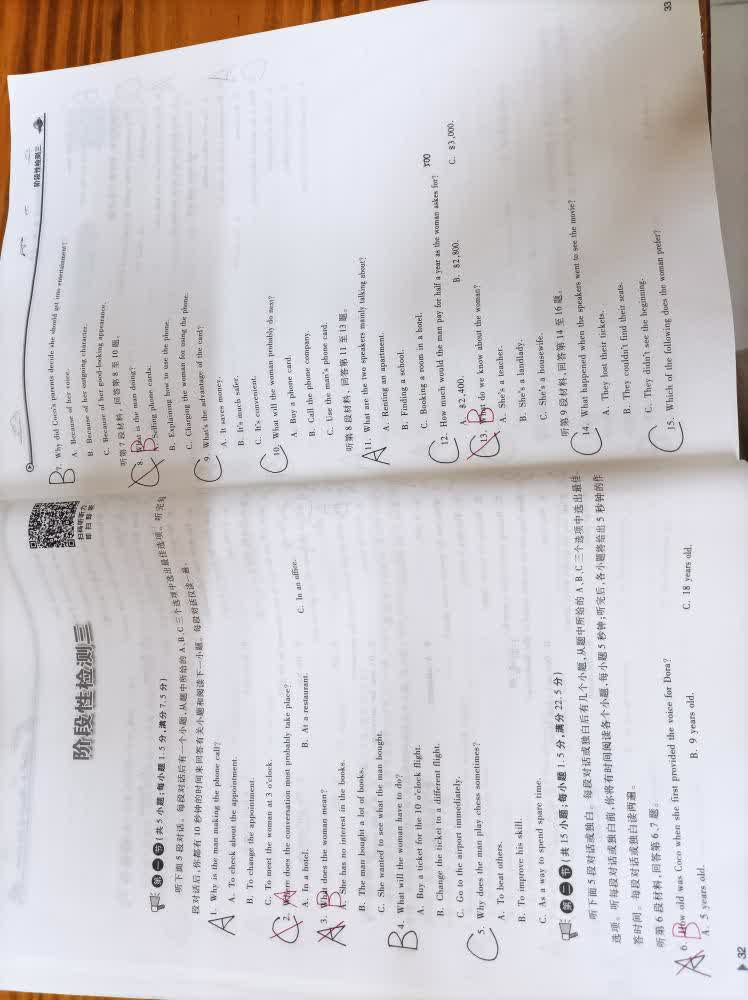 阶段性检测三
扫码听听力
第一节(共5小题;每小题1.5分,满分7.5分)
听下面5段对话。每段对话后有一个小题,从题中所给的A、B、C三个选项中选出最佳选项。听完
段对话后,你都有10秒钟的时间来回答有关小题和阅读下一小题。每段对话仅读一遍。
A 1. Why is the man making the phone call?
A. To check about the appointment.
B. To change the appointment.
C. To meet the woman at 3 o'clock.
C A 2. Where does the conversation most probably take place?
A. In a hotel. B. At a restaurant. C. In an office.
A B 3. What does the woman mean?
A. She has no interest in the books.
B. The man bought a lot of books.
C. She wanted to see what the man bought.
B 4. What will the woman have to do?
A. Buy a ticket for the 10 o'clock flight.
B. Change the ticket to a different flight.
C. Go to the airport immediately.
C 5. Why does the man play chess sometimes?
A. To beat others.
B. To improve his skill.
C. As a way to spend spare time.
第二节(共15小题;每小题1.5分,满分22.5分)
听下面5段对话或独白。每段对话或独白后有几个小题,从题中所给的A、B、C三个选项中选出最佳
选项。听每段对话或独白前,你将有时间阅读各个小题,每小题5秒钟;听完后,各小题将给出5秒钟的作
答时间。每段对话或独白读两遍。
听第6段材料,回答第6、7题。
A B 6. How old was Coco when she first provided the voice for Dora?
A. 5 years old. B. 9 years old. C. 18 years old.
▶32
阶段性检测三
B 7. Why did Coco's parents decide she should get into entertainment?
A. Because of her voice.
B. Because of her outgoing character.
C. Because of her good-looking appearance.
听第7段材料,回答第8至10题。
C B 8. What is the man doing?
A. Selling phone cards.
B. Explaining how to use the phone.
C. Charging the woman for using the phone.
C 9. What's the advantage of the card?
A. It saves money.
B. It's much safer.
C. It's convenient.
C 10. What will the woman probably do next?
A. Buy a phone card.
B. Call the phone company.
C. Use the man's phone card.
听第8段材料,回答第11至13题。
A 11. What are the two speakers mainly talking about?
A. Renting an apartment.
B. Finding a school.
C. Booking a room in a hotel.
500
C 12. How much would the man pay for half a year as the woman askes for?
A. $2,400. B. $2,800. C. $3,000.
C B 13. What do we know about the woman?
A. She's a teacher.
B. She's a landlady.
C. She's a housewife.
听第9段材料,回答第14至16题。
C 14. What happened when the speakers went to see the movie?
A. They lost their tickets.
B. They couldn't find their seats.
C. They didn't see the beginning.
C 15. Which of the following does the woman prefer?
33